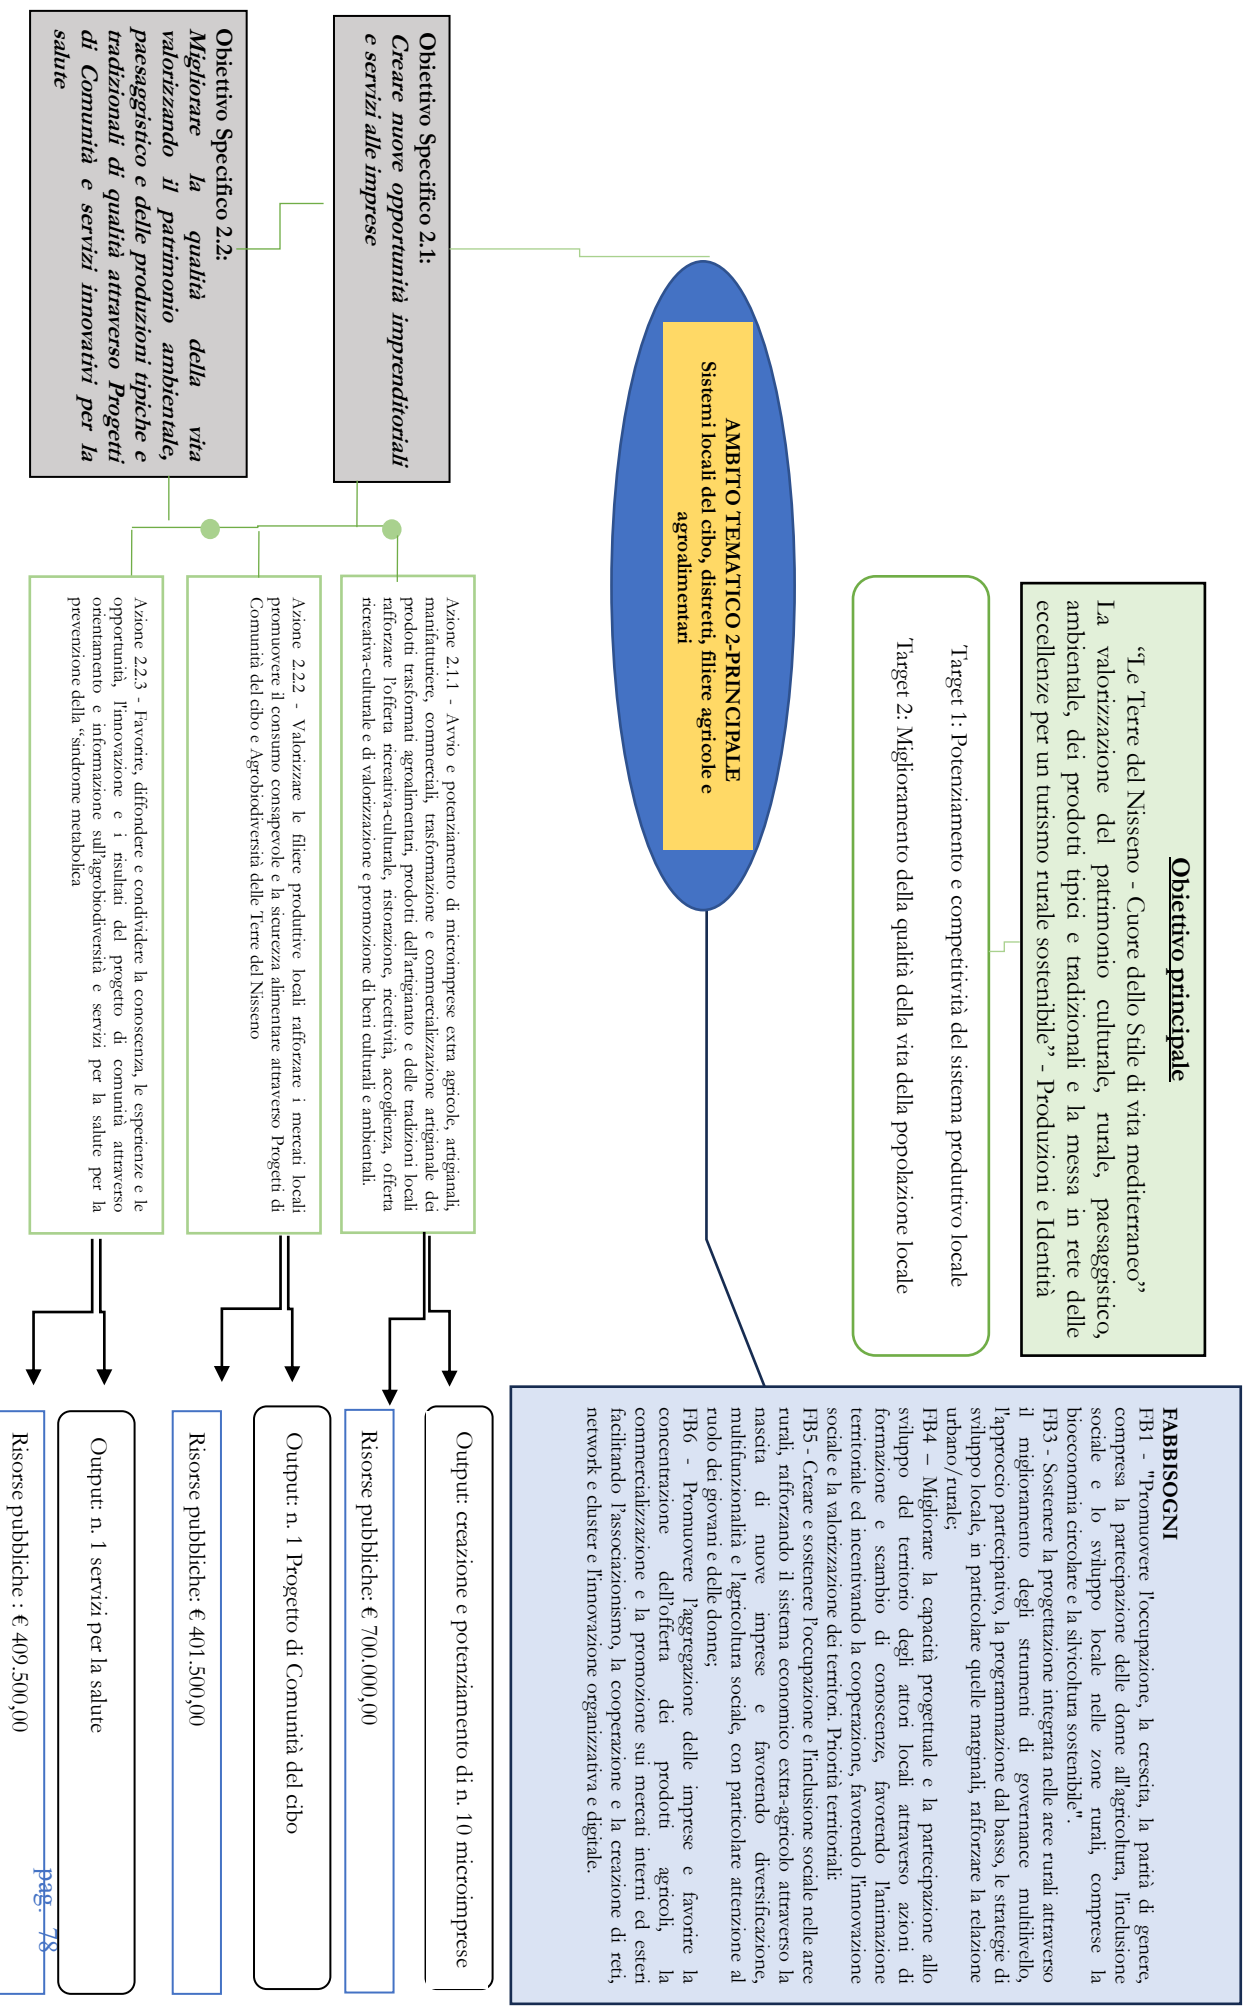 Obiettivo principale
“Le Terre del Nisseno - Cuore dello Stile di vita mediterraneo”
La valorizzazione del patrimonio culturale, rurale, paesaggistico,
ambientale, dei prodotti tipici e tradizionali e la messa in rete delle
eccellenze per un turismo rurale sostenibile” - Produzioni e Identità
Target 1: Potenziamento e competitività del sistema produttivo locale
Target 2: Miglioramento della qualità della vita della popolazione locale
FABBISOGNI
FB1 - "Promuovere l'occupazione, la crescita, la parità di genere,
compresa la partecipazione delle donne all'agricoltura, l'inclusione
sociale e lo sviluppo locale nelle zone rurali, comprese la
bioeconomia circolare e la silvicoltura sostenibile".
FB3 - Sostenere la progettazione integrata nelle aree rurali attraverso
il miglioramento degli strumenti di governance multilivello,
l'approccio partecipativo, la programmazione dal basso, le strategie di
sviluppo locale, in particolare quelle marginali, rafforzare la relazione
urbano/rurale;
FB4 – Migliorare la capacità progettuale e la partecipazione allo
sviluppo del territorio degli attori locali attraverso azioni di
formazione e scambio di conoscenze, favorendo l'animazione
territoriale ed incentivando la cooperazione, favorendo l'innovazione
sociale e la valorizzazione dei territori. Priorità territoriali:
FB5 - Creare e sostenere l'occupazione e l'inclusione sociale nelle aree
rurali, rafforzando il sistema economico extra-agricolo attraverso la
nascita di nuove imprese e favorendo diversificazione,
multifunzionalità e l'agricoltura sociale, con particolare attenzione al
ruolo dei giovani e delle donne;
FB6 - Promuovere l'aggregazione delle imprese e favorire la
concentrazione dell'offerta dei prodotti agricoli, la
commercializzazione e la promozione sui mercati interni ed esteri
facilitando l'associazionismo, la cooperazione e la creazione di reti,
network e cluster e l'innovazione organizzativa e digitale.
AMBITO TEMATICO 2-PRINCIPALE
Sistemi locali del cibo, distretti, filiere agricole e
agroalimentari
Obiettivo Specifico 2.1:
Creare nuove opportunità imprenditoriali
e servizi alle imprese
Azione 2.1.1 - Avvio e potenziamento di microimprese extra agricole, artigianali,
manifatturiere, commerciali, trasformazione e commercializzazione artigianale dei
prodotti trasformati agroalimentari, prodotti dell'artigianato e delle tradizioni locali
rafforzare l'offerta ricreativa-culturale, ristorazione, ricettività, accoglienza, offerta
ricreativa-culturale e di valorizzazione e promozione di beni culturali e ambientali.
Output: creazione e potenziamento di n. 10 microimprese
Risorse pubbliche: € 700.000,00
Obiettivo Specifico 2.2:
Migliorare la qualità della vita
valorizzando il patrimonio ambientale,
paesaggistico e delle produzioni tipiche e
tradizionali di qualità attraverso Progetti
di Comunità e servizi innovativi per la
salute
Azione 2.2.2 - Valorizzare le filiere produttive locali rafforzare i mercati locali
promuovere il consumo consapevole e la sicurezza alimentare attraverso Progetti di
Comunità del cibo e Agrobiodiversità delle Terre del Nisseno
Output: n. 1 Progetto di Comunità del cibo
Risorse pubbliche: € 401.500,00
Azione 2.2.3 - Favorire, diffondere e condividere la conoscenza, le esperienze e le
opportunità, l'innovazione e i risultati del progetto di comunità attraverso
orientamento e informazione sull'agrobiodiversità e servizi per la salute per la
prevenzione della “sindrome metabolica
Output: n. 1 servizi per la salute
Risorse pubbliche : € 409.500,00
pag. 78